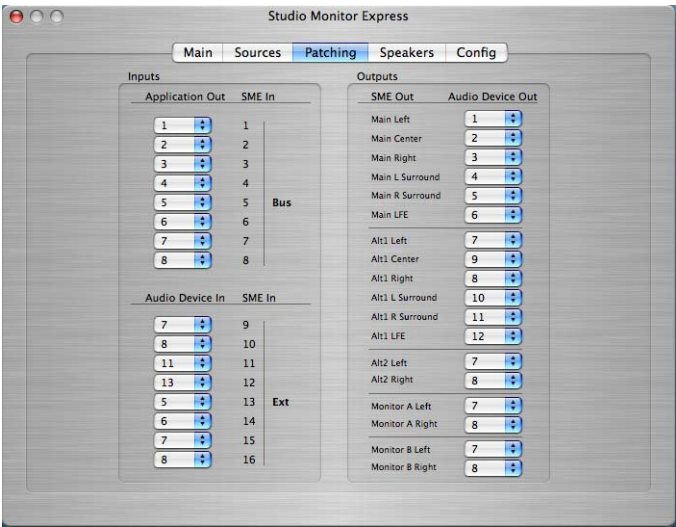 Studio Monitor Express
Main Sources Patching Speakers Config
Inputs
Application Out SME In
1 1
2 2
3 3
4 4
5 5 Bus
6 6
7 7
8 8
Audio Device In SME In
7 9
8 10
11 11
13 12
5 13 Ext
6 14
7 15
8 16
Outputs
SME Out Audio Device Out
Main Left 1
Main Center 2
Main Right 3
Main L Surround 4
Main R Surround 5
Main LFE 6
Alt1 Left 7
Alt1 Center 9
Alt1 Right 8
Alt1 L Surround 10
Alt1 R Surround 11
Alt1 LFE 12
Alt2 Left 7
Alt2 Right 8
Monitor A Left 7
Monitor A Right 8
Monitor B Left 7
Monitor B Right 8